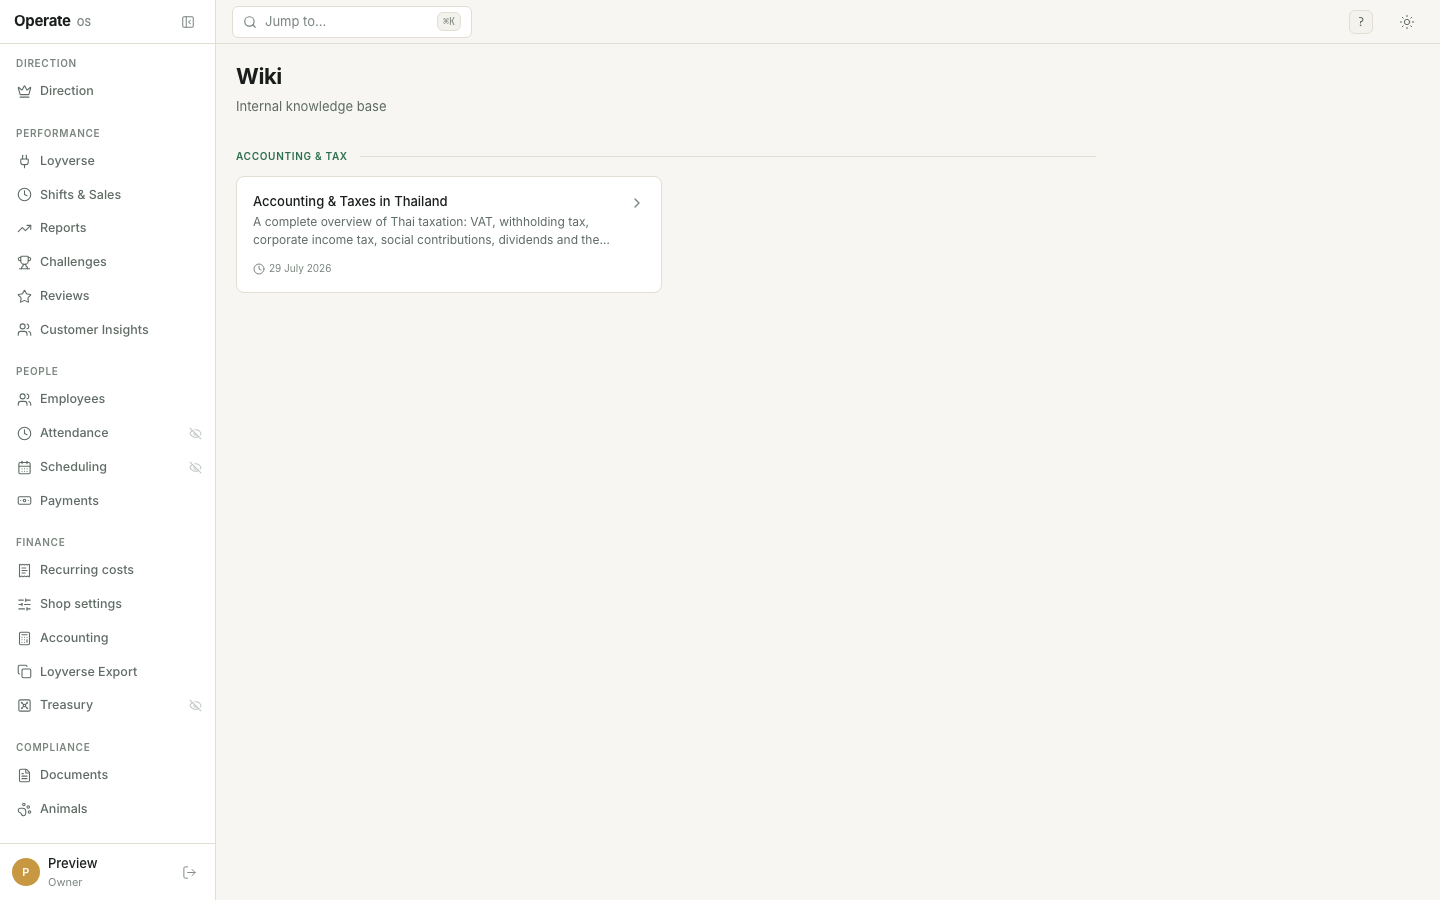 Operate OS
Jump to...
⌘K
?
DIRECTION
Direction
PERFORMANCE
Loyverse
Shifts & Sales
Reports
Challenges
Reviews
Customer Insights
PEOPLE
Employees
Attendance
Scheduling
Payments
FINANCE
Recurring costs
Shop settings
Accounting
Loyverse Export
Treasury
COMPLIANCE
Documents
Animals
P
Preview
Owner
Wiki
Internal knowledge base
ACCOUNTING & TAX
Accounting & Taxes in Thailand
A complete overview of Thai taxation: VAT, withholding tax,
corporate income tax, social contributions, dividends and the...
29 July 2026